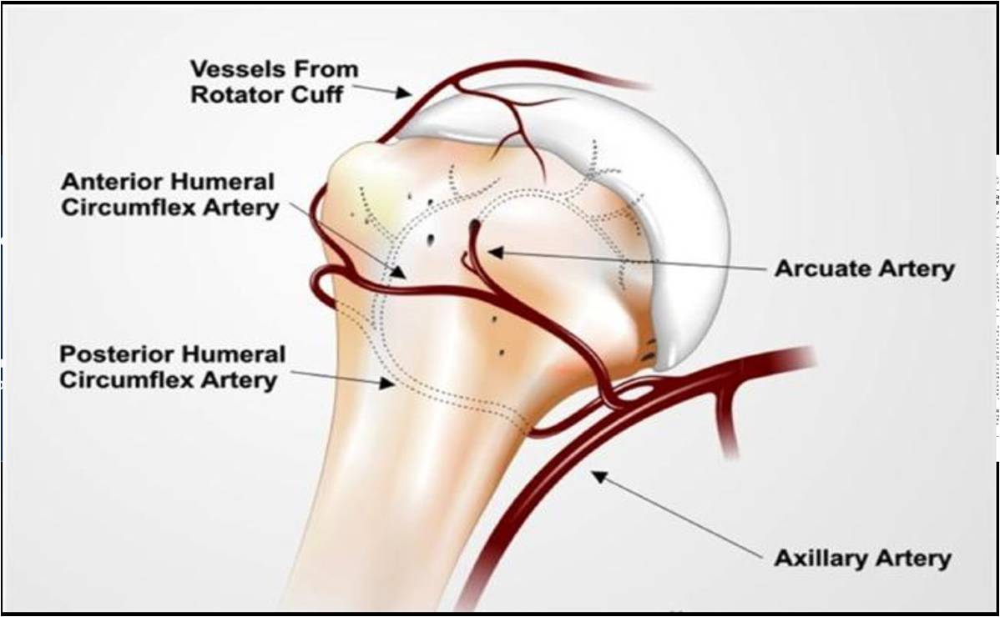 Vessels From
Rotator Cuff
Anterior Humeral
Circumflex Artery
Arcuate Artery
Posterior Humeral
Circumflex Artery
Axillary Artery